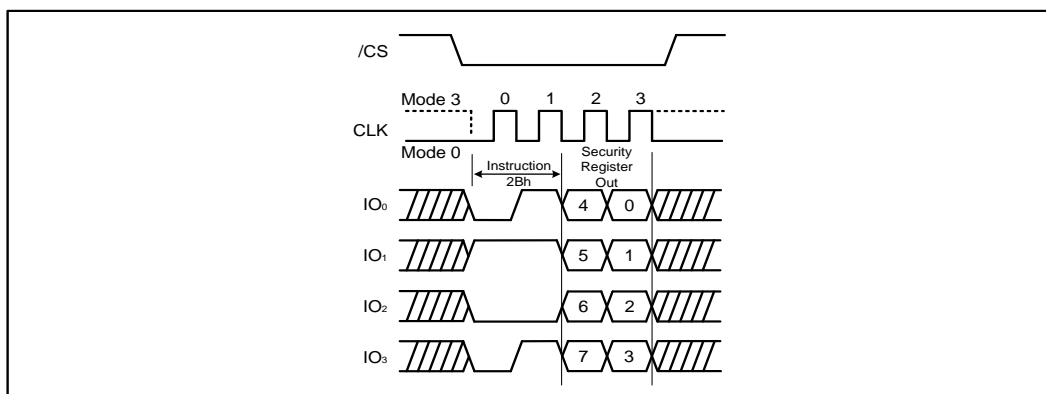 /CS
Mode 3 0 1 2 3
CLK
Mode 0
Instruction
2Bh
Security
Register
Out
IO₀ 4 0
IO₁ 5 1
IO₂ 6 2
IO₃ 7 3